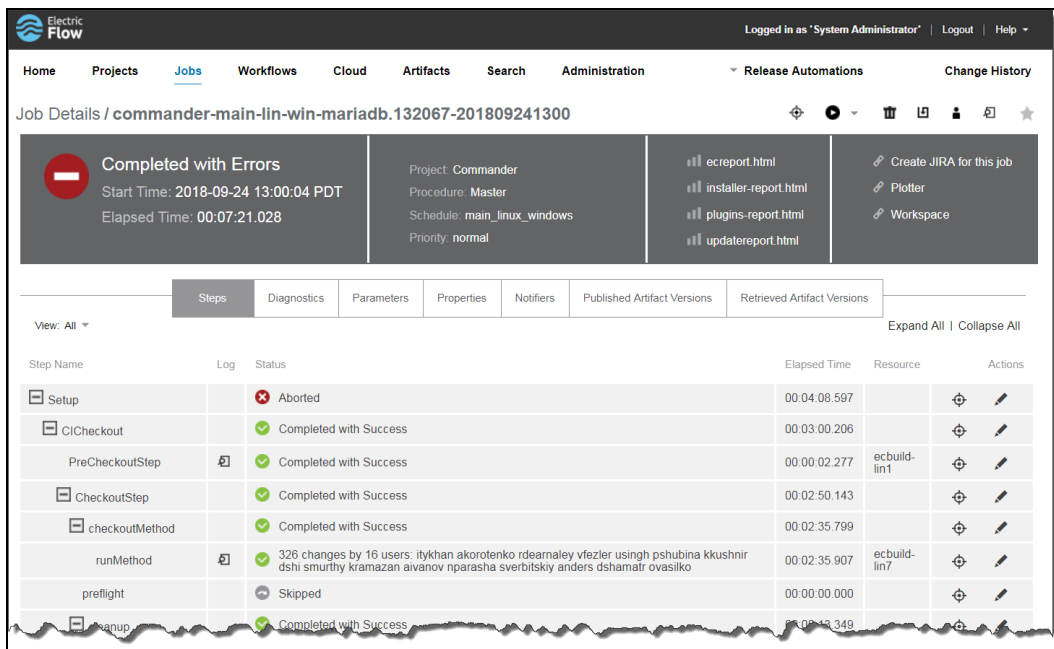 Electric
Flow
Logged in as 'System Administrator' | Logout | Help
Home Projects Jobs Workflows Cloud Artifacts Search Administration Release Automations Change History
Job Details / commander-main-lin-win-mariadb.132067-201809241300
Completed with Errors
Start Time: 2018-09-24 13:00:04 PDT
Elapsed Time: 00:07:21.028
Project: Commander
Procedure: Master
Schedule: main_linux_windows
Priority: normal
ecreport.html
installer-report.html
plugins-report.html
updatereport.html
Create JIRA for this job
Plotter
Workspace
Steps Diagnostics Parameters Properties Notifiers Published Artifact Versions Retrieved Artifact Versions
View: All Expand All | Collapse All
Step Name Log Status Elapsed Time Resource Actions
Setup Aborted 00:04:08.597
CICheckout Completed with Success 00:03:00.206
PreCheckoutStep Completed with Success 00:00:02.277 ecbuild-
lin1
CheckoutStep Completed with Success 00:02:50.143
checkoutMethod Completed with Success 00:02:35.799
runMethod 326 changes by 16 users: itykhan akorotenko rdearnaley vfezler usingh pshubina kkushnir 00:02:35.907 ecbuild-
dshi smurthy kramazan aivanov nparasha sverbitskiy anders dshamatr ovasilko lin7
preflight Skipped 00:00:00.000
Completed with Success